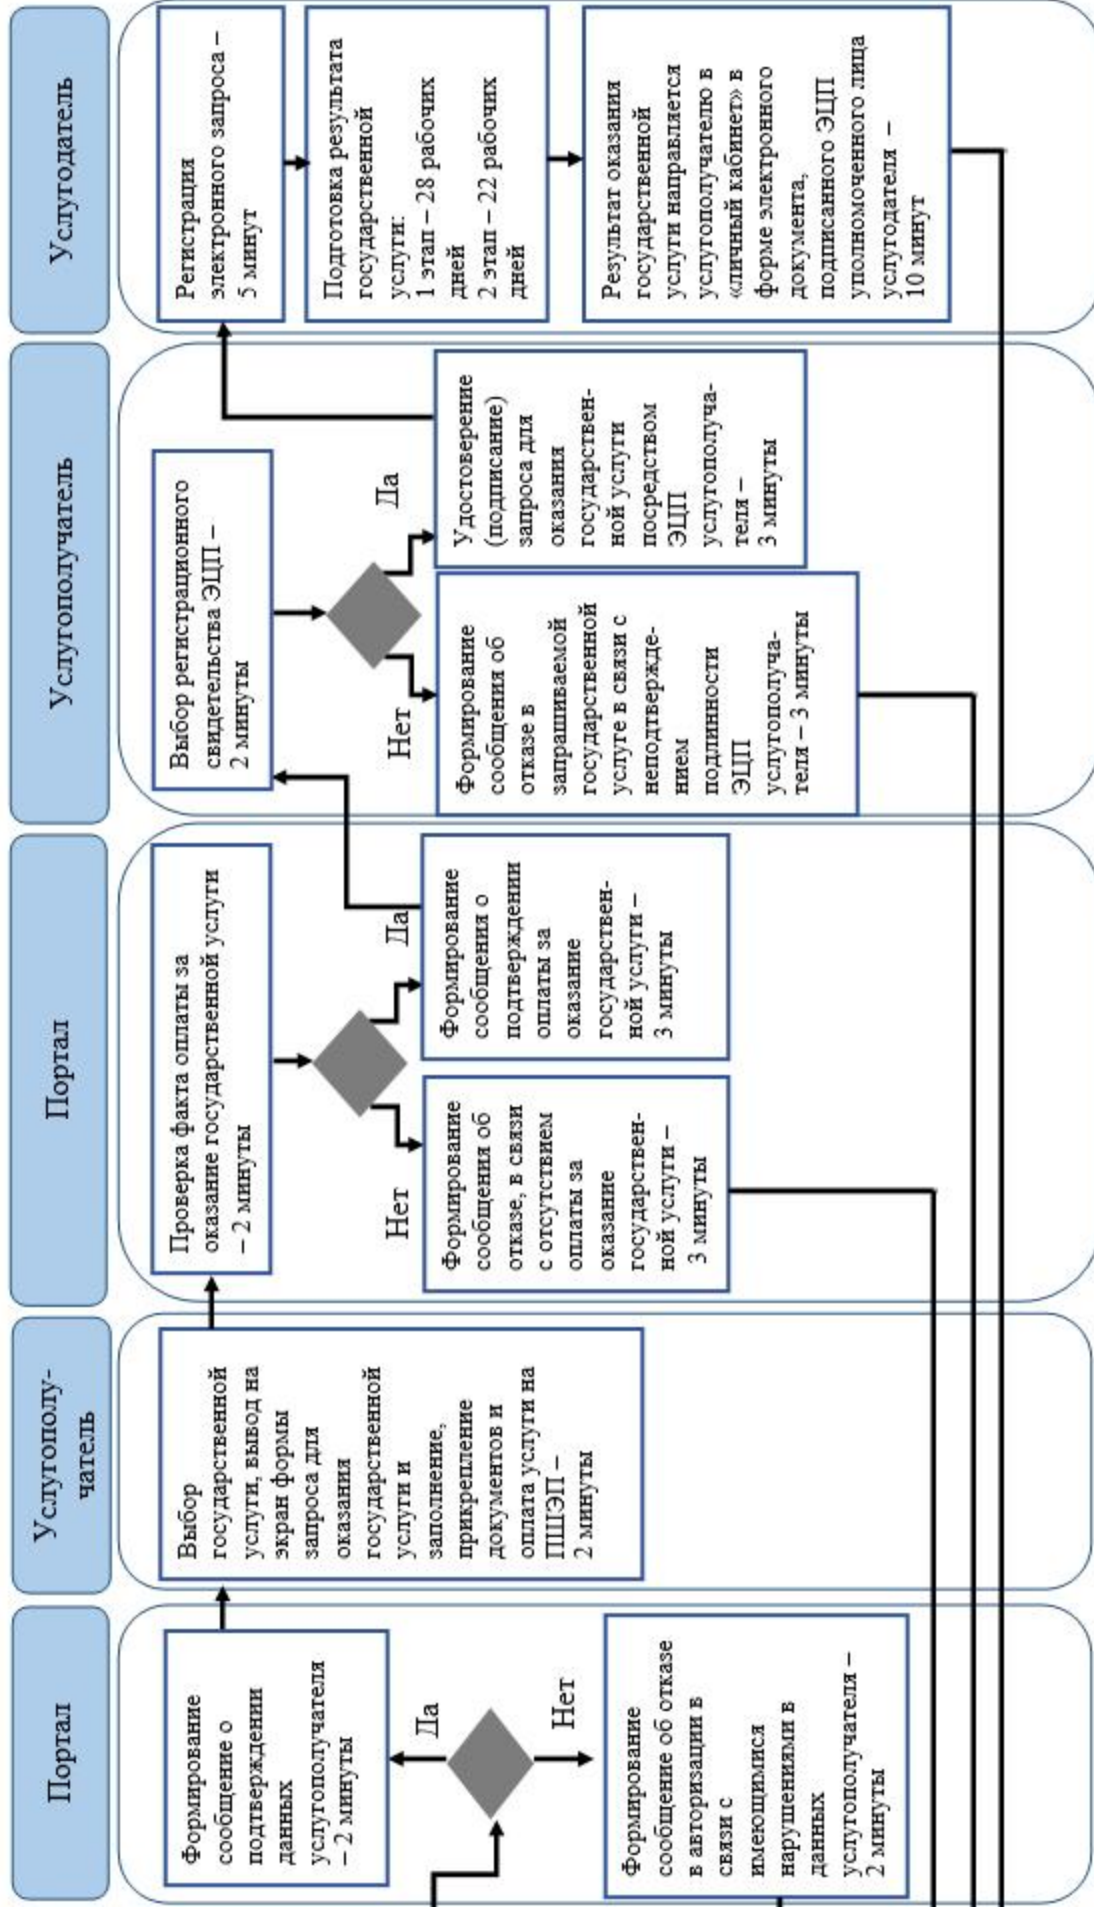 Портал
Формирование
сообщение о
подтверждении
данных
услугополучателя
– 2 минуты
Да
Нет
Формирование
сообщение об отказе
в авторизации в
связи с
имеющимися
нарушениями в
данных
услугополучателя –
2 минуты
Услугополу-
чатель
Выбор
государственной
услуги, вывод на
экран формы
запроса для
оказания
государственной
услуги и
заполнение,
прикрепление
документов и
оплата услуги на
ПШЭП –
2 минуты
Портал
Проверка факта оплаты за
оказание государственной услуги
– 2 минуты
Нет
Да
Формирование
сообщения об
отказе, в связи
с отсутствием
оплаты за
оказание
государствен-
ной услуги –
3 минуты
Формирование
сообщения о
подтверждении
оплаты за
оказание
государствен-
ной услуги –
3 минуты
Услугополучатель
Выбор регистрационного
свидетельства ЭЦП –
2 минуты
Нет
Да
Формирование
сообщения об
отказе в
запрашиваемой
государственной
услуге в связи с
неподтвержде-
нием
подлинности
ЭЦП
услугополуча-
теля – 3 минуты
Удостоверение
(подписание)
запроса для
оказания
государствен-
ной услуги
посредством
ЭЦП
услугополуча-
теля –
3 минуты
Услугодатель
Регистрация
электронного запроса –
5 минут
Подготовка результата
государственной
услуги:
1 этап – 28 рабочих
дней
2 этап – 22 рабочих
дней
Результат оказания
государственной
услуги направляется
услугополучателю в
«личный кабинет» в
форме электронного
документа,
подписанного ЭЦП
уполномоченного лица
услугодателя –
10 минут